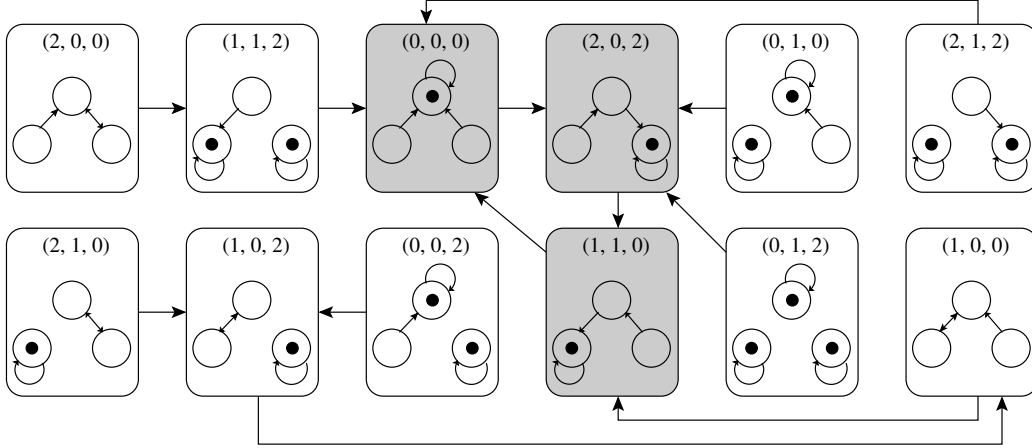 (2, 0, 0) (1, 1, 2) (0, 0, 0) (2, 0, 2) (0, 1, 0) (2, 1, 2)
(2, 1, 0) (1, 0, 2) (0, 0, 2) (1, 1, 0) (0, 1, 2) (1, 0, 0)